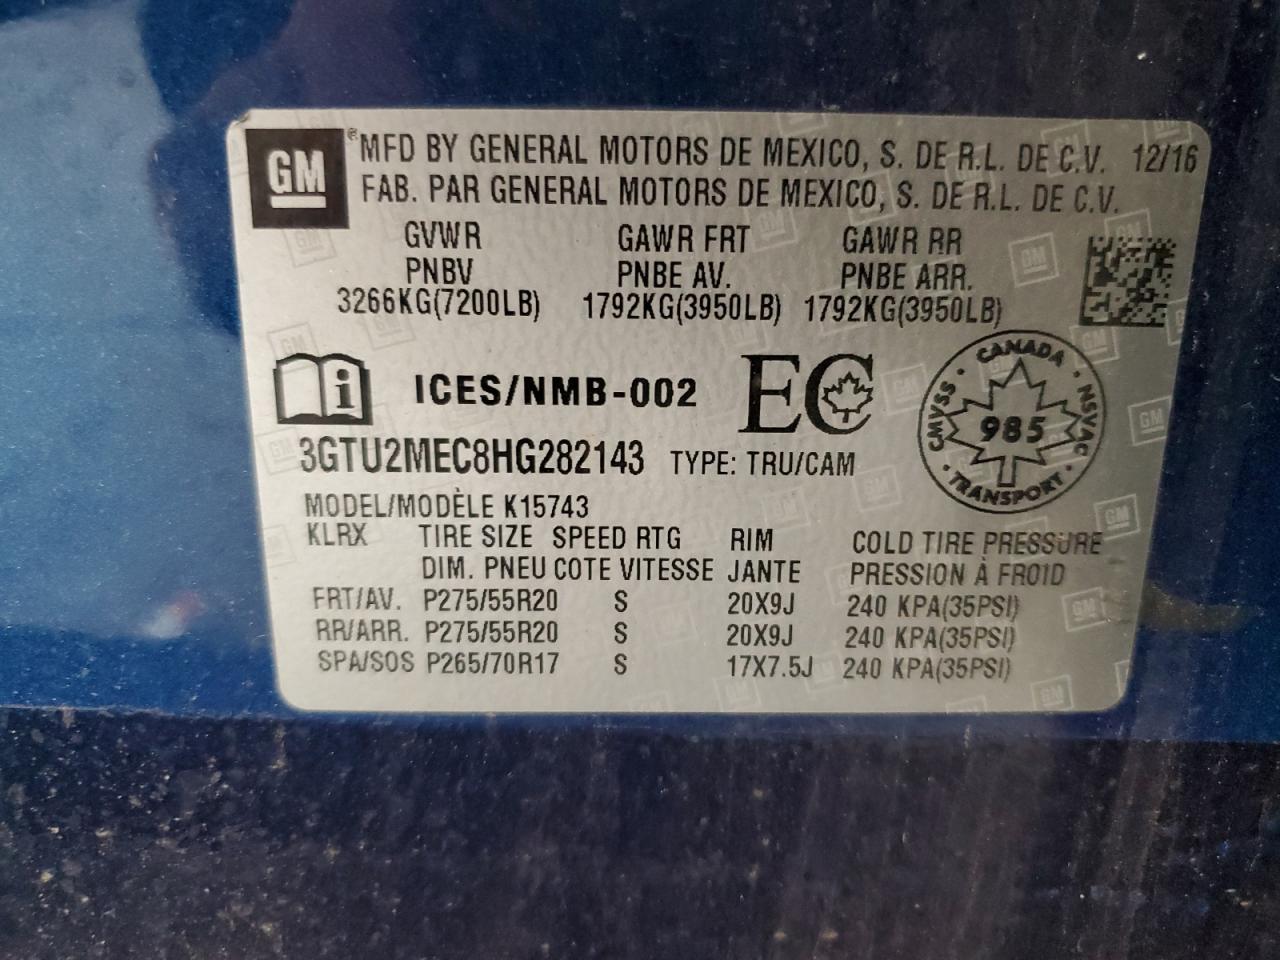 GM ® MFD BY GENERAL MOTORS DE MEXICO, S. DE R.L. DE C.V. 12/16
FAB. PAR GENERAL MOTORS DE MEXICO, S. DE R.L. DE C.V.
GVWR GAWR FRT GAWR RR
PNBV PNBE AV. PNBE ARR.
3266KG(7200LB) 1792KG(3950LB) 1792KG(3950LB)
i ICES/NMB-002 EC
CANADA
CMVSS · NSVAC
985
· TRANSPORT ·
3GTU2MEC8HG282143 TYPE: TRU/CAM
MODEL/MODÈLE K15743
KLRX TIRE SIZE SPEED RTG RIM COLD TIRE PRESSURE
DIM. PNEU COTE VITESSE JANTE PRESSION À FROID
FRT/AV. P275/55R20 S 20X9J 240 KPA(35PSI)
RR/ARR. P275/55R20 S 20X9J 240 KPA(35PSI)
SPA/SOS P265/70R17 S 17X7.5J 240 KPA(35PSI)